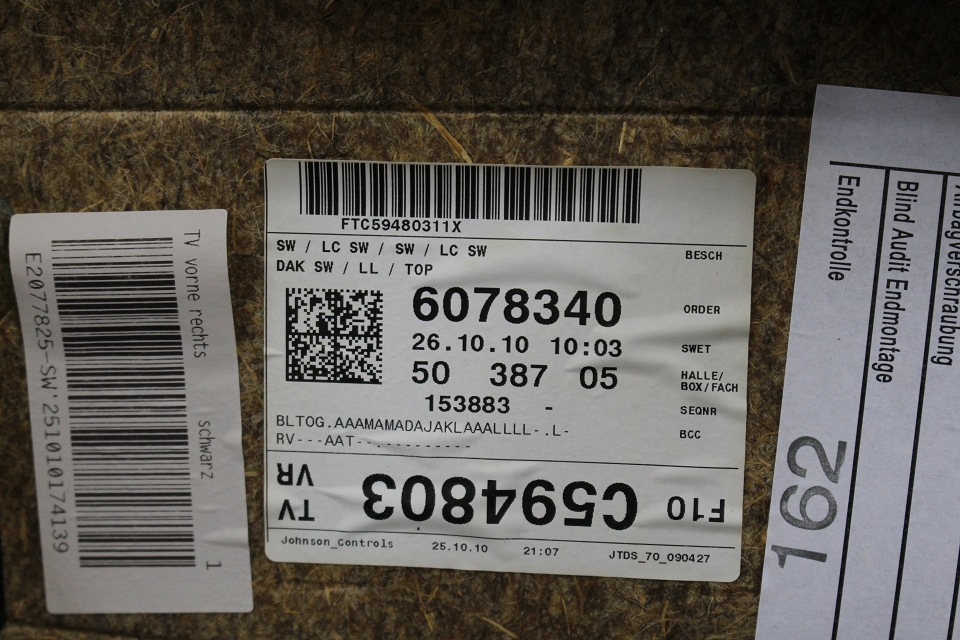 TV vorne rechts schwarz 1
E2077825-SW'251010174139
FTC59480311X
SW / LC SW / SW / LC SW
BESCH
DAK SW / LL / TOP
6078340 ORDER
26.10.10 10:03 SWET
50 387 05 HALLE/
BOX/FACH
153883 - SEQNR
BLTOG.AAAMAMADAJAKLAAALLLL-.L- BCC
RV---AAT--.---------
F10 C594803 TV
VR
Johnson_Controls 25.10.10 21:07 JTDS_70_090427
Airbagverschraubung
Blind Audit Endmontage
Endkontrolle
162